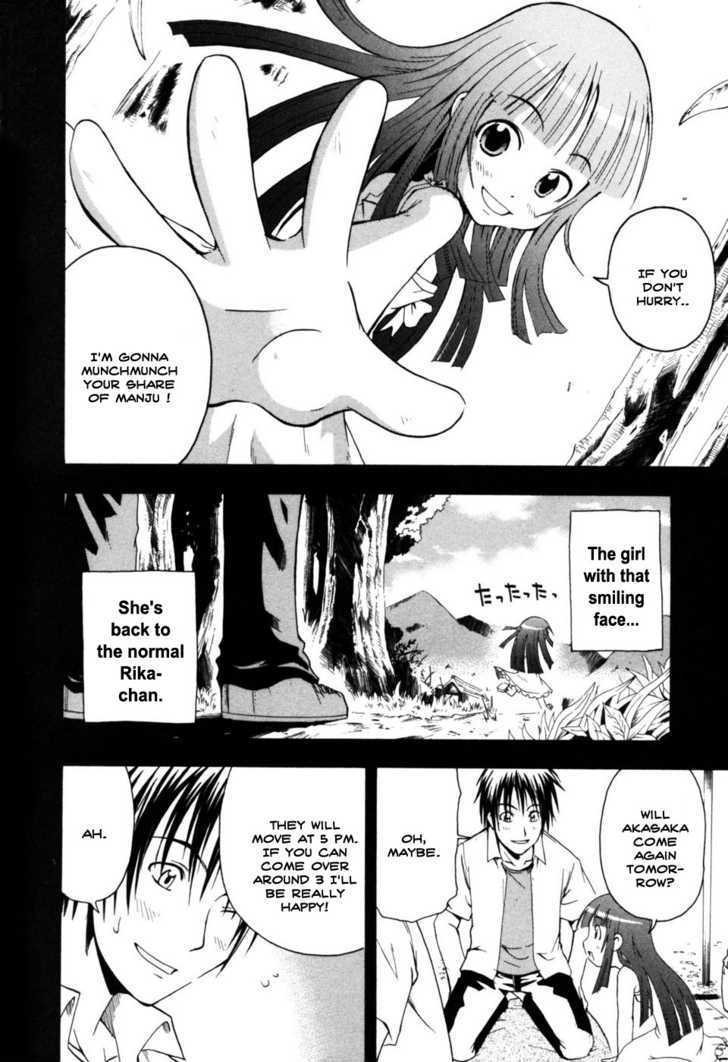 IF YOU
DON'T
HURRY..
I'M GONNA
MUNCHMUNCH
YOUR SHARE
OF MANJU !
The girl
with that
smiling
face...
たったったっ
She's
back to
the normal
Rika-
chan.
WILL
AKASAKA
COME
AGAIN
TOMOR-
ROW?
OH,
MAYBE.
THEY WILL
MOVE AT 5 PM.
IF YOU CAN
COME OVER
AROUND 3 I'LL
BE REALLY
HAPPY!
AH.